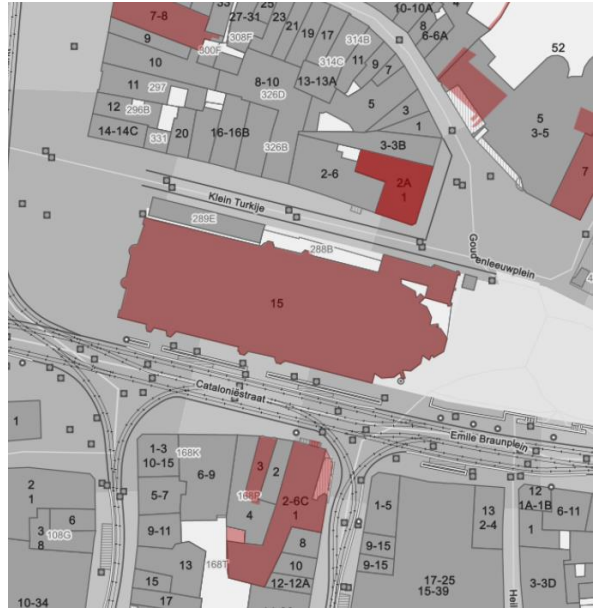 7-8
33
27-31
25
23
21
19
17
314B
10-10A
8
6-6A
4
52
9
300F
308F
314C
11
9
7
10
8-10
13-13A
326D
11
297
5
3
1
5
3-5
12
296B
14-14C
331
20
16-16B
326B
3-3B
2-6
2A
1
7
Klein Turkije
289E
288B
Goudenleeuwplein
15
Cataloniëstraat
Emile Braunplein
1
1-3
10-15
168K
6-9
3
2
168P
2-6C
1
5-7
9-11
4
8
10
12-12A
13
168T
15
17
2
1
3
6
8
108G
10-34
1-5
9-15
9-15
13
2-4
17-25
15-39
12
1A-1B
6-11
1
3-3D